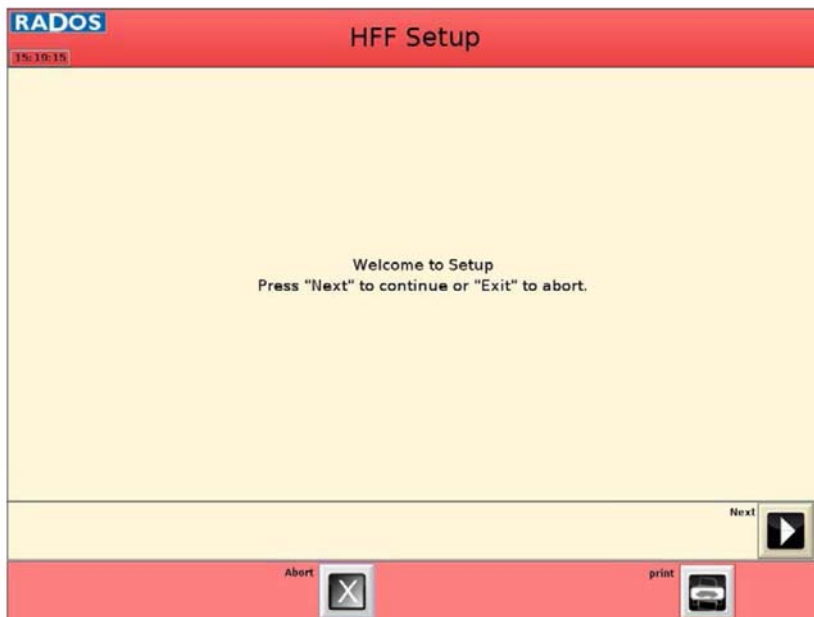 RADOS
HFF Setup
15:19:15
Welcome to Setup
Press "Next" to continue or "Exit" to abort.
Next
Abort
print